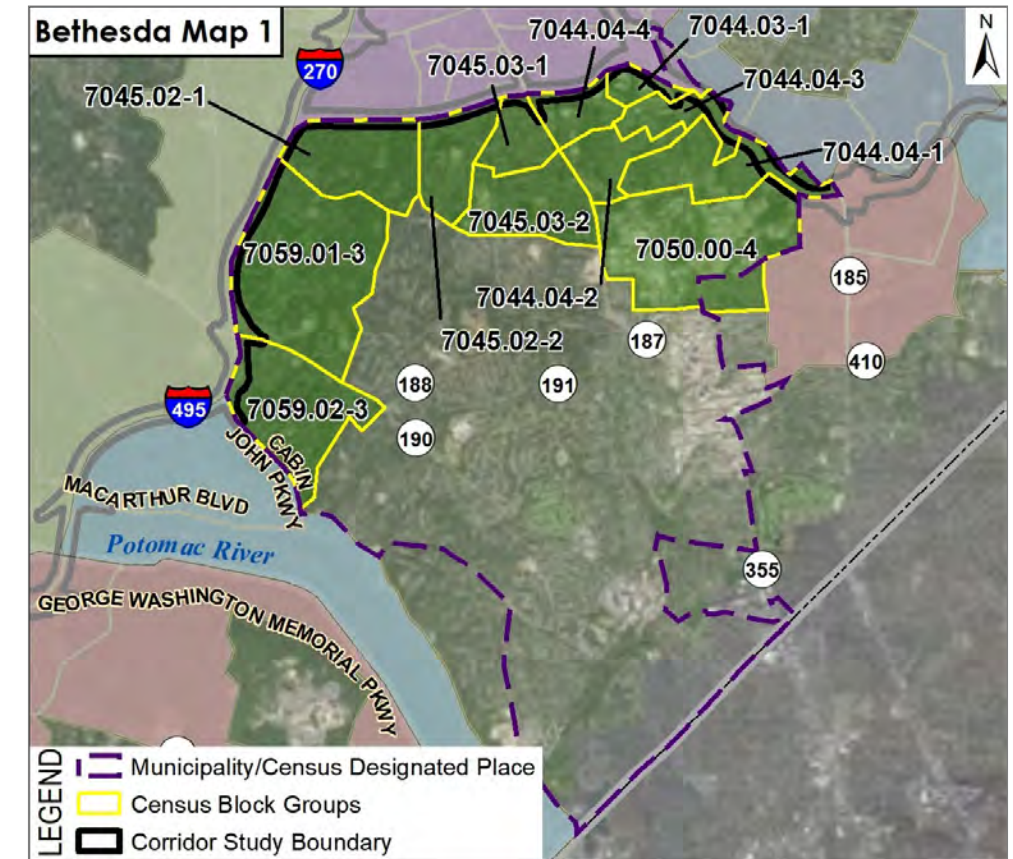 Bethesda Map 1
N
270
7044.04-4
7044.03-1
7045.03-1
7045.02-1
7044.04-3
7044.04-1
7045.03-2
7059.01-3
7050.00-4
185
7044.04-2
7045.02-2
187
410
188
191
495
7059.02-3
190
CABIN
JOHN PKWY
MACARTHUR BLVD
Potomac River
355
GEORGE WASHINGTON MEMORIAL PKWY
LEGEND
Municipality/Census Designated Place
Census Block Groups
Corridor Study Boundary